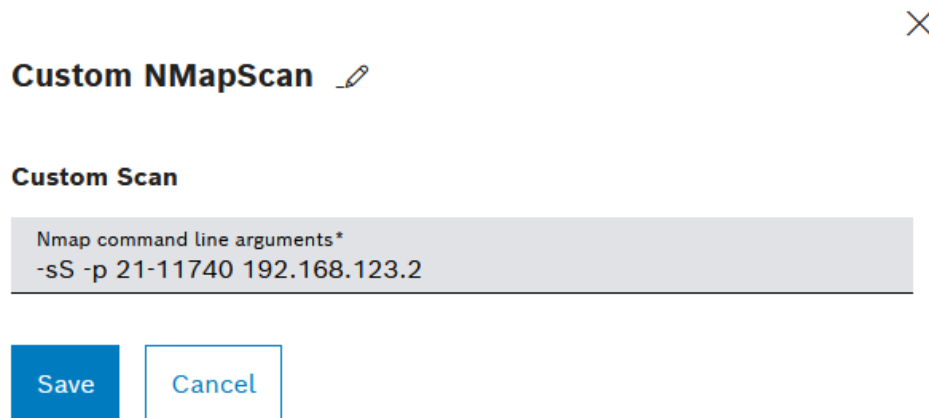 Custom NMapScan
Custom Scan
Nmap command line arguments*
-sS -p 21-11740 192.168.123.2
Save
Cancel